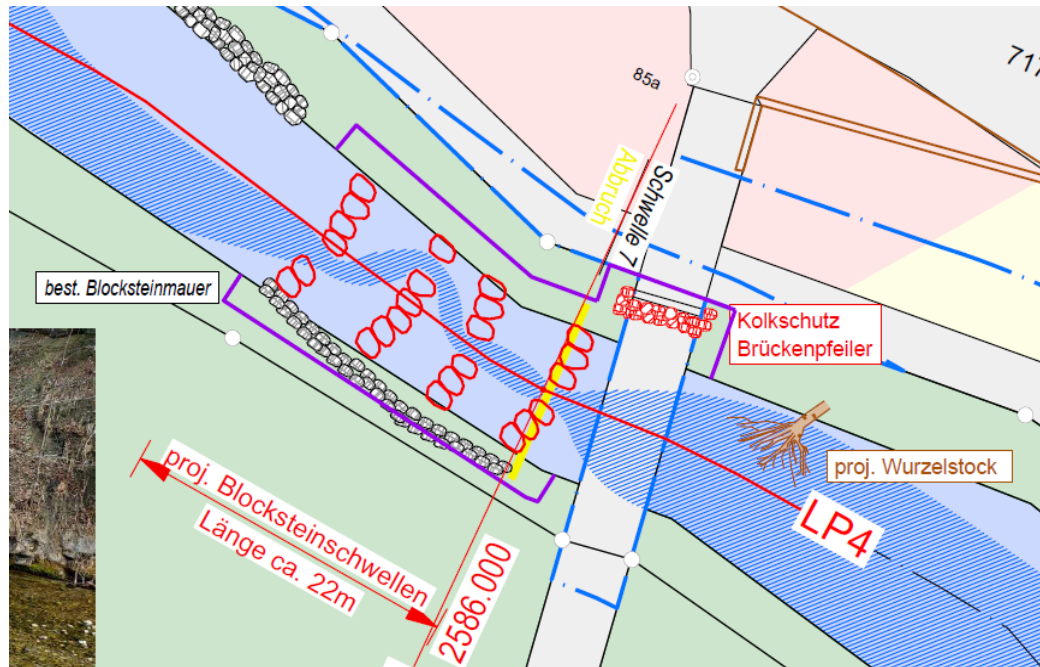 717
85a
Abbruch
Schwelle 7
best. Blocksteinmauer
Kolkschutz
Brückenpfeiler
proj. Wurzelstock
LP4
proj. Blocksteinschwellen
Länge ca. 22m
2586.000